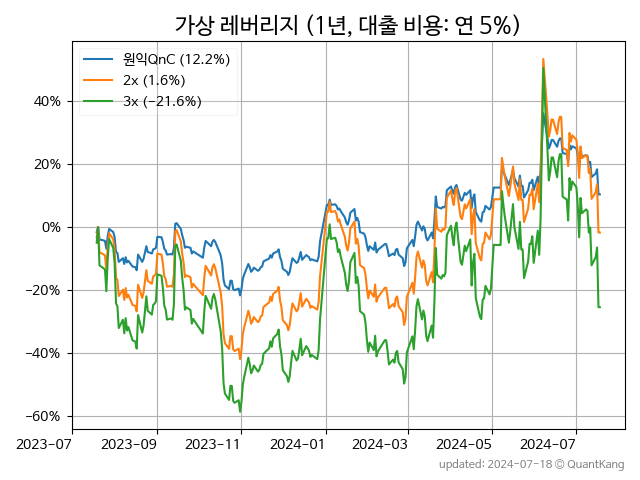 가상 레버리지 (1년, 대출 비용: 연 5%)
원익QnC (12.2%)
2x (1.6%)
3x (−21.6%)
40%
20%
0%
−20%
−40%
−60%
2023-07 2023-09 2023-11 2024-01 2024-03 2024-05 2024-07
updated: 2024-07-18 © QuantKang